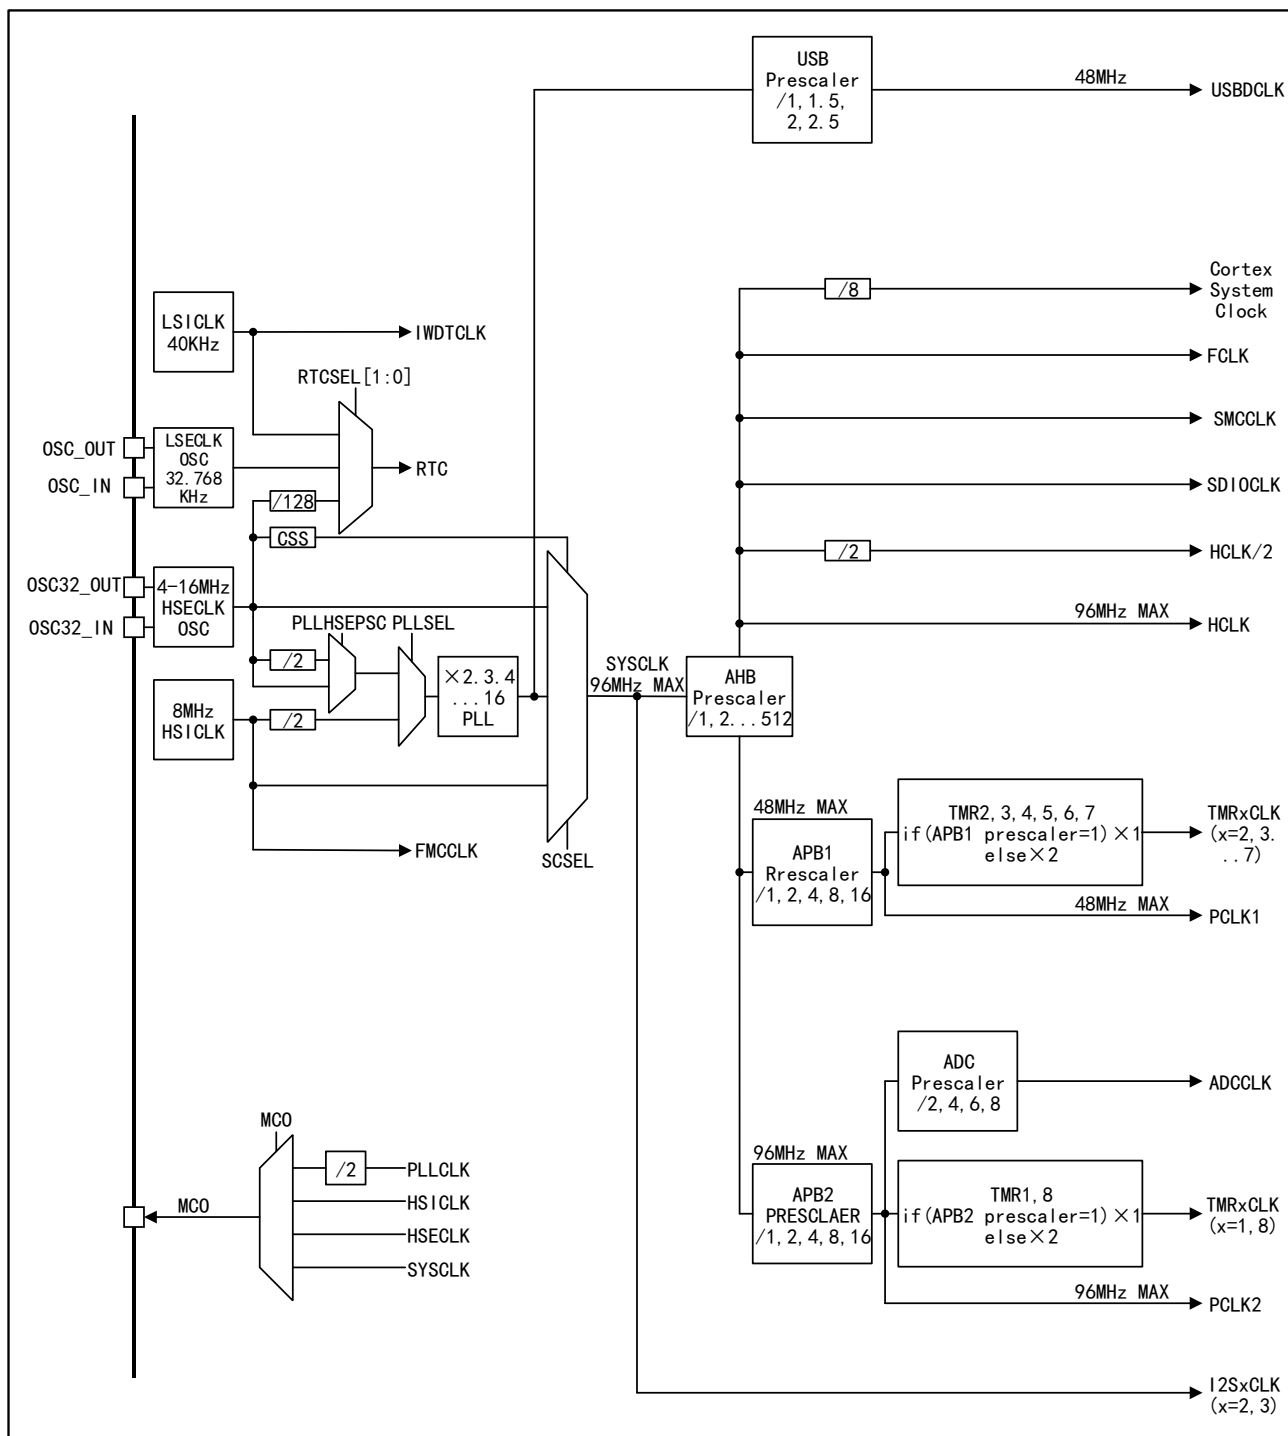 USB
Prescaler
/1, 1.5,
2, 2.5
48MHz
USBDCLK
Cortex
System
Clock
/8
LSICLK
40KHz
IWDTCLK
FCLK
RTCSEL[1:0]
SMCCLK
OSC_OUT
OSC_IN
LSECLK
OSC
32.768
KHz
RTC
SDIOCLK
/128
CSS
/2
HCLK/2
OSC32_OUT
OSC32_IN
4-16MHz
HSECLK
OSC
PLLHSEPSC
PLLSEL
96MHz MAX
HCLK
/2
×2.3.4
...16
PLL
SYSCLK
96MHz MAX
AHB
Prescaler
/1, 2...512
8MHz
HSICLK
/2
48MHz MAX
TMR2, 3, 4, 5, 6, 7
if(APB1 prescaler=1)×1
else×2
TMRxCLK
(x=2, 3.
..7)
FMCCLK
SCSEL
APB1
Rrescaler
/1, 2, 4, 8, 16
48MHz MAX
PCLK1
ADC
Prescaler
/2, 4, 6, 8
ADCCLK
MCO
96MHz MAX
/2
PLLCLK
HSICLK
HSECLK
SYSCLK
MCO
APB2
PRESCLAER
/1, 2, 4, 8, 16
TMR1, 8
if(APB2 prescaler=1)×1
else×2
TMRxCLK
(x=1, 8)
96MHz MAX
PCLK2
I2SxCLK
(x=2, 3)